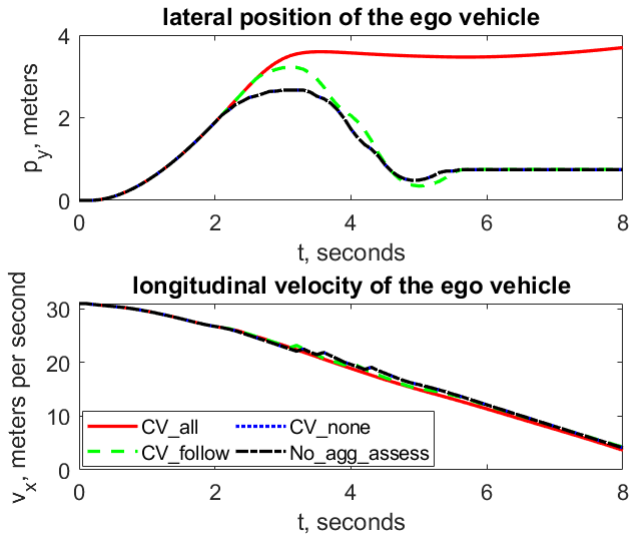 lateral position of the ego vehicle
4
2
0
p_y, meters
0 2 4 6 8
t, seconds
longitudinal velocity of the ego vehicle
30
20
10
0
v_x, meters per second
CV_all CV_none
CV_follow No_agg_assess
0 2 4 6 8
t, seconds